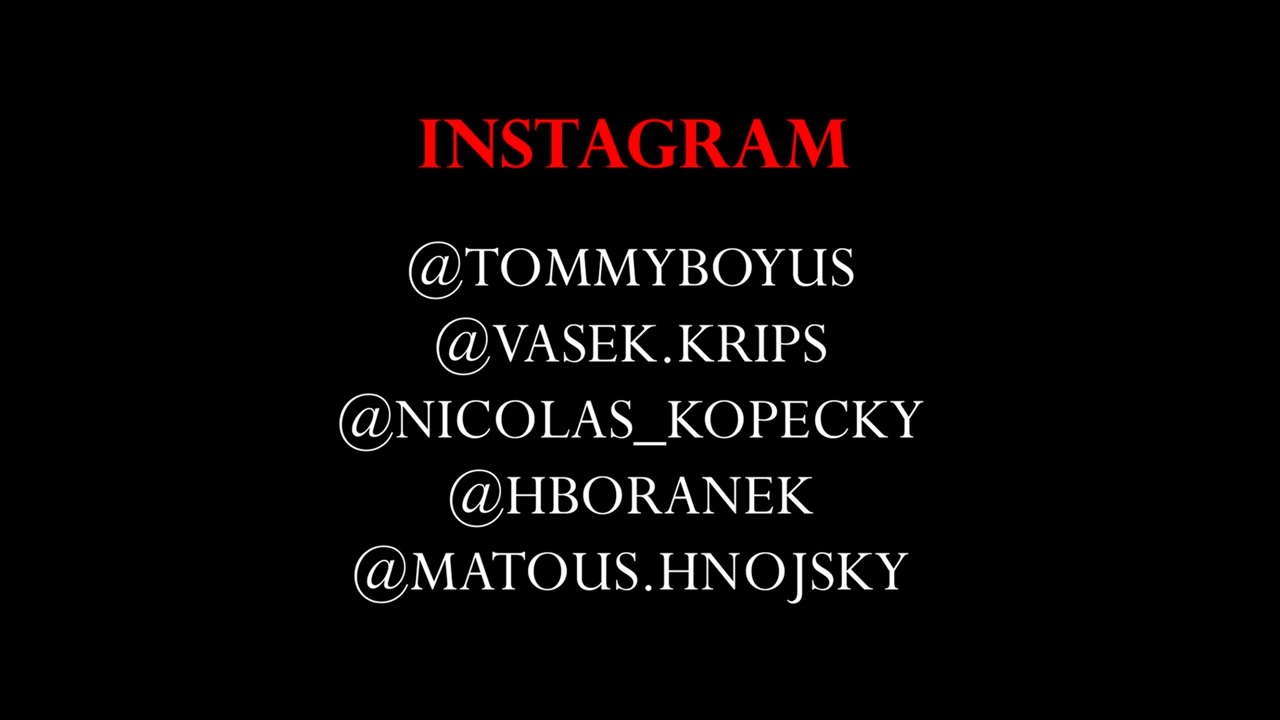 INSTAGRAM
@TOMMYBOYUS
@VASEK.KRIPS
@NICOLAS_KOPECKY
@HBORANEK
@MATOUS.HNOJSKY